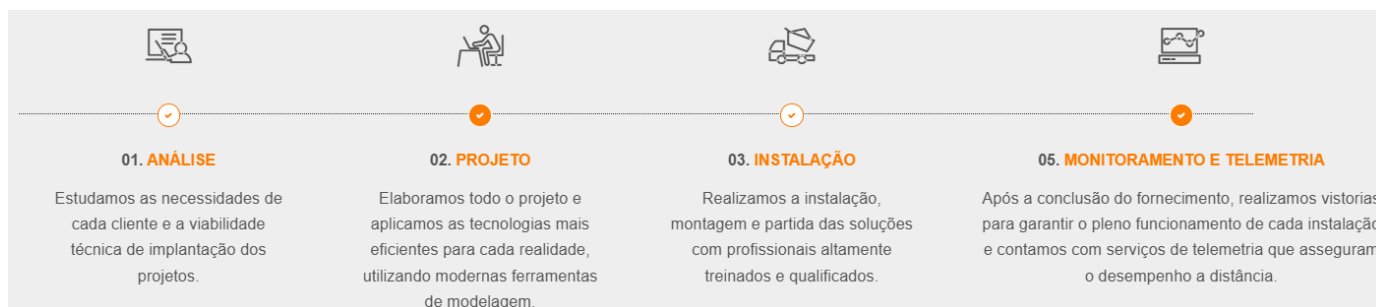 01. ANÁLISE
Estudamos as necessidades de
cada cliente e a viabilidade
técnica de implantação dos
projetos.
02. PROJETO
Elaboramos todo o projeto e
aplicamos as tecnologias mais
eficientes para cada realidade,
utilizando modernas ferramentas
de modelagem.
03. INSTALAÇÃO
Realizamos a instalação,
montagem e partida das soluções
com profissionais altamente
treinados e qualificados.
05. MONITORAMENTO E TELEMETRIA
Após a conclusão do fornecimento, realizamos vistorias
para garantir o pleno funcionamento de cada instalação
e contamos com serviços de telemetria que asseguram
o desempenho a distância.